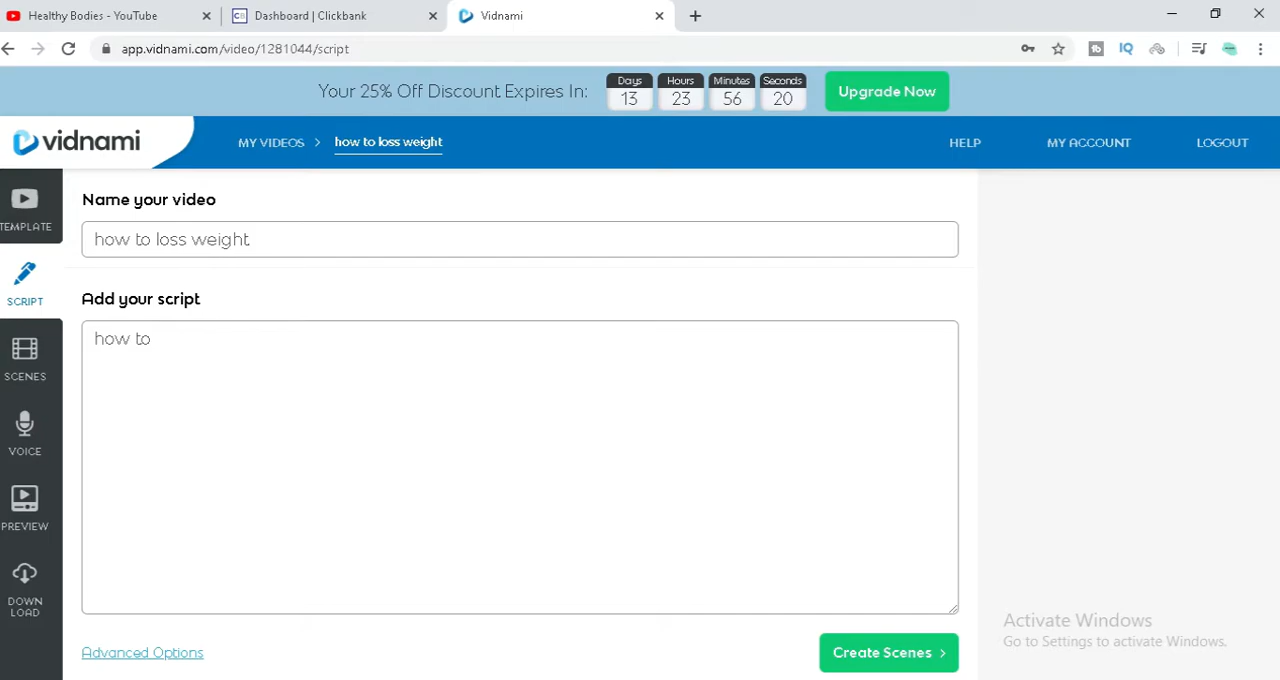 Healthy Bodies - YouTube
Dashboard | Clickbank
Vidnami
app.vidnami.com/video/1281044/script
Your 25% Off Discount Expires In:
Days Hours Minutes Seconds
13 23 56 20
Upgrade Now
vidnami
MY VIDEOS > how to loss weight
HELP
MY ACCOUNT
LOGOUT
TEMPLATE
SCRIPT
SCENES
VOICE
PREVIEW
DOWN
LOAD
Name your video
how to loss weight
Add your script
how to
Advanced Options
Create Scenes >
Activate Windows
Go to Settings to activate Windows.